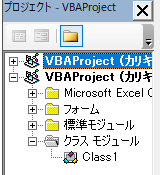 プロジェクト - VBAProject
VBAProject (カリキ
VBAProject (カリキ
Microsoft Excel O
フォーム
標準モジュール
クラス モジュール
Class1